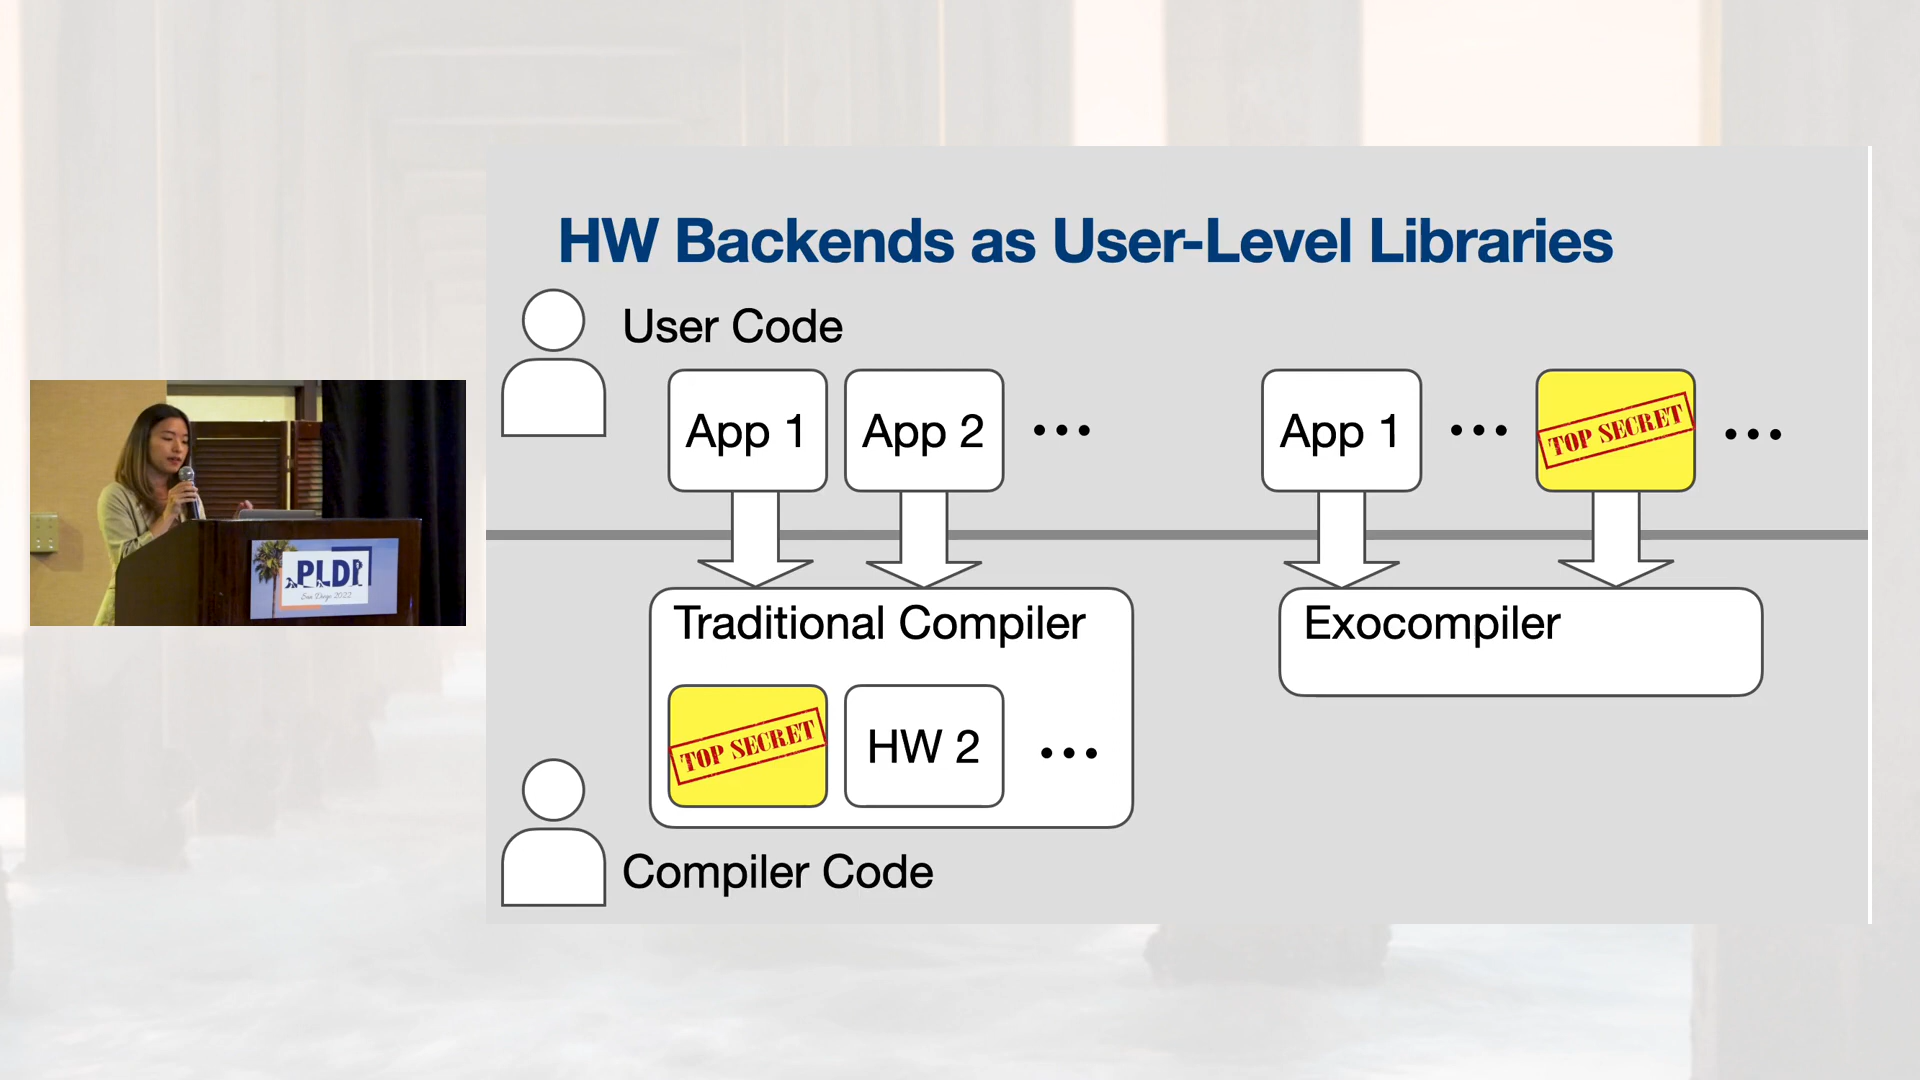 HW Backends as User-Level Libraries
User Code
App 1
App 2
...
App 1
...
TOP SECRET
...
Traditional Compiler
Exocompiler
TOP SECRET
HW 2
...
Compiler Code
PLDI
San Diego 2022